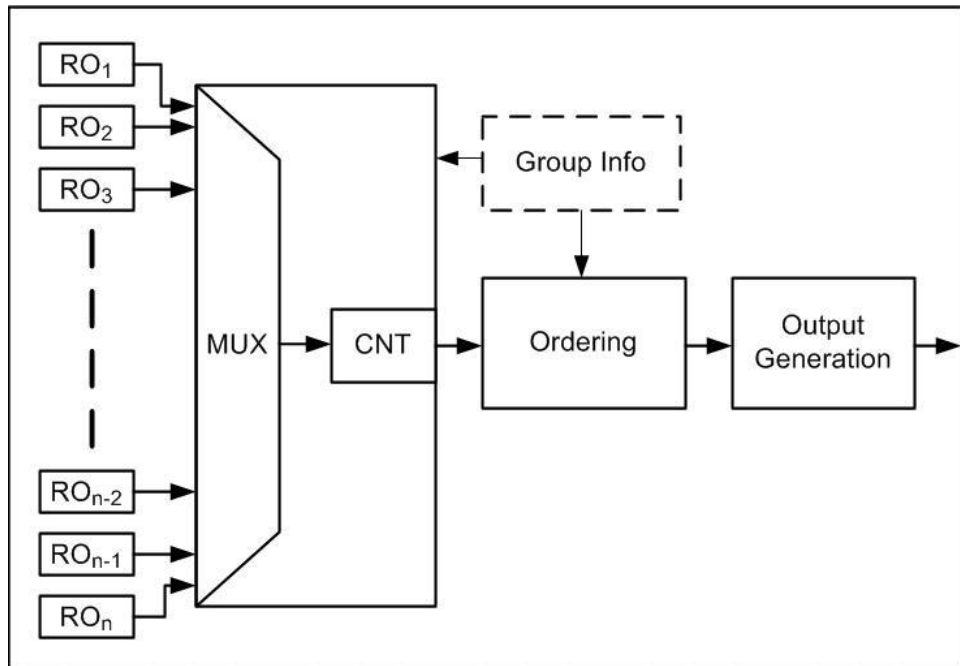 RO₁
RO₂
RO₃
ROₙ₋₂
ROₙ₋₁
ROₙ
MUX
CNT
Group Info
Ordering
Output
Generation